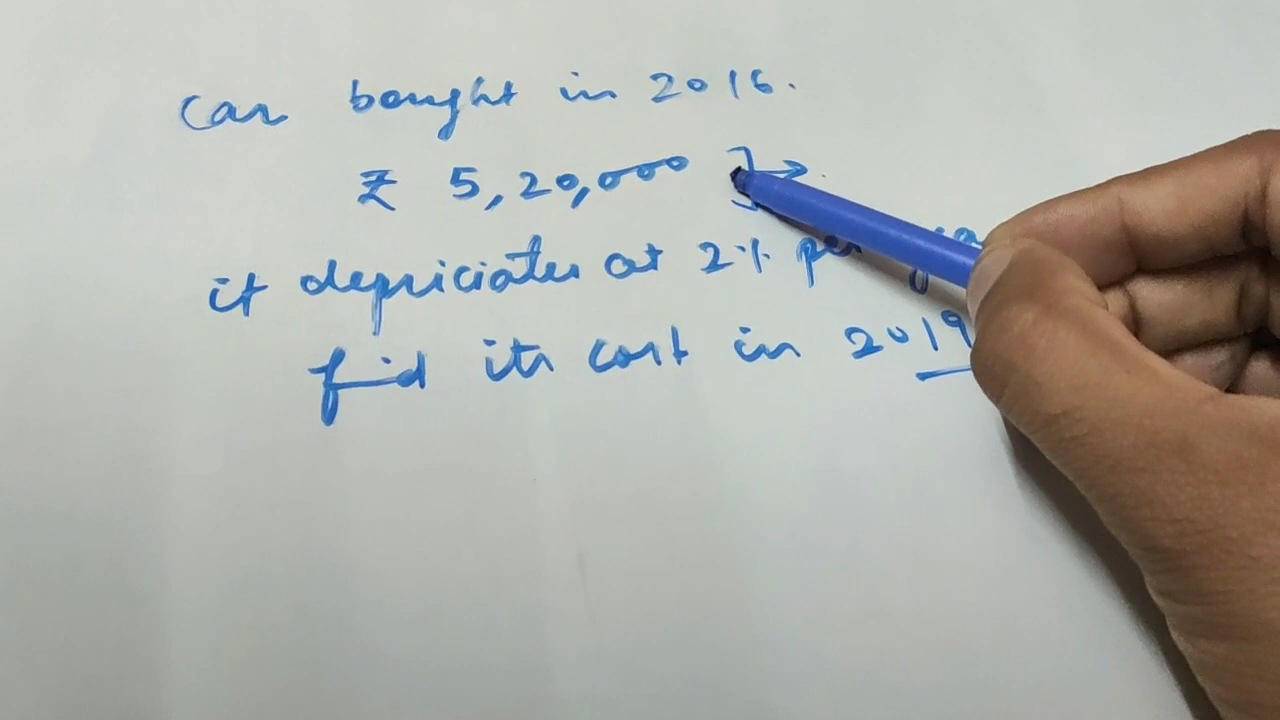 Car bought in 2016.
₹ 5,20,000
it depriciates at 2%
find its cost in 2019